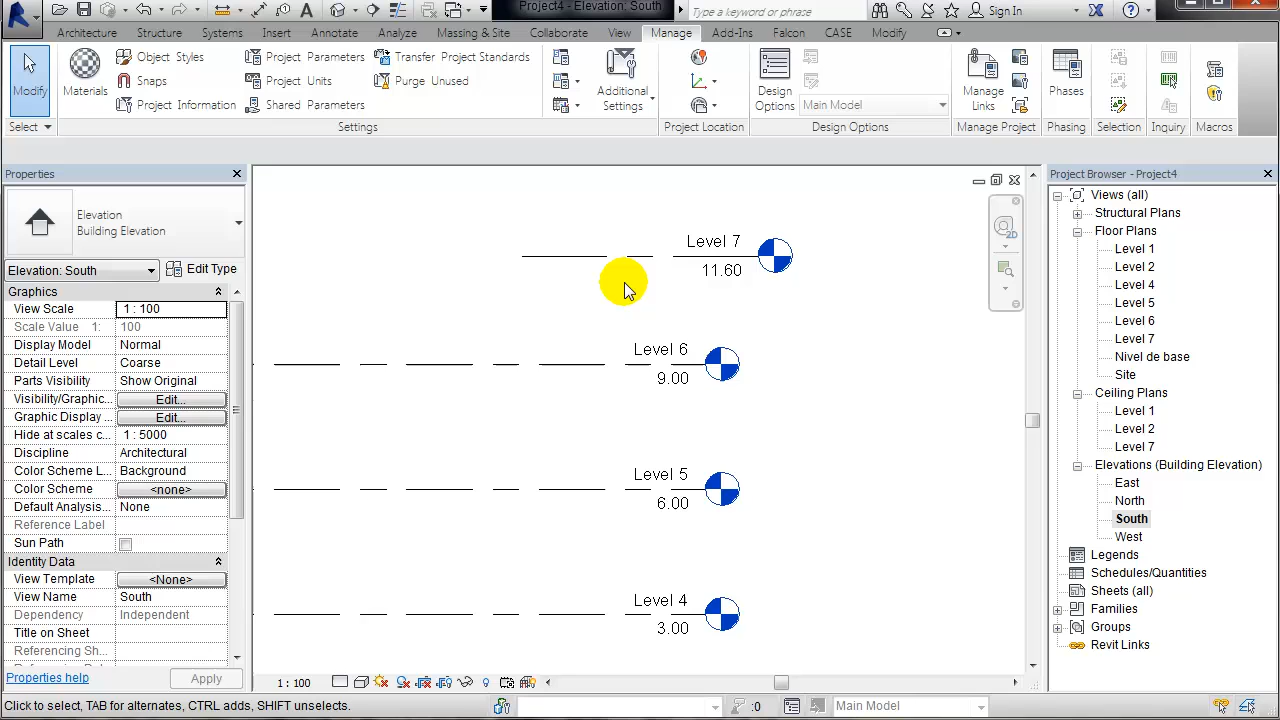 Project4 - Elevation: South
Type a keyword or phrase
Sign In
Architecture Structure Systems Insert Annotate Analyze Massing & Site Collaborate View Manage Add-Ins Falcon CASE Modify
Modify
Materials
Object Styles
Snaps
Project Information
Project Parameters
Project Units
Shared Parameters
Transfer Project Standards
Purge Unused
Additional
Settings
Design
Options
Main Model
Manage
Links
Phases
Select
Settings
Project Location
Design Options
Manage Project
Phasing
Selection
Inquiry
Macros
Properties
Elevation
Building Elevation
Elevation: South
Edit Type
Graphics
View Scale 1 : 100
Scale Value 1: 100
Display Model Normal
Detail Level Coarse
Parts Visibility Show Original
Visibility/Graphic... Edit...
Graphic Display Edit...
Hide at scales c... 1 : 5000
Discipline Architectural
Color Scheme L... Background
Color Scheme <none>
Default Analysis... None
Reference Label
Sun Path
Identity Data
View Template <None>
View Name South
Dependency Independent
Title on Sheet
Referencing Sh...
Properties help
Apply
2D
Level 7
11.60
Level 6
9.00
Level 5
6.00
Level 4
3.00
1 : 100
Project Browser - Project4
Views (all)
Structural Plans
Floor Plans
Level 1
Level 2
Level 4
Level 5
Level 6
Level 7
Nivel de base
Site
Ceiling Plans
Level 1
Level 2
Level 7
Elevations (Building Elevation)
East
North
South
West
Legends
Schedules/Quantities
Sheets (all)
Families
Groups
Revit Links
Click to select, TAB for alternates, CTRL adds, SHIFT unselects.
:0
Main Model